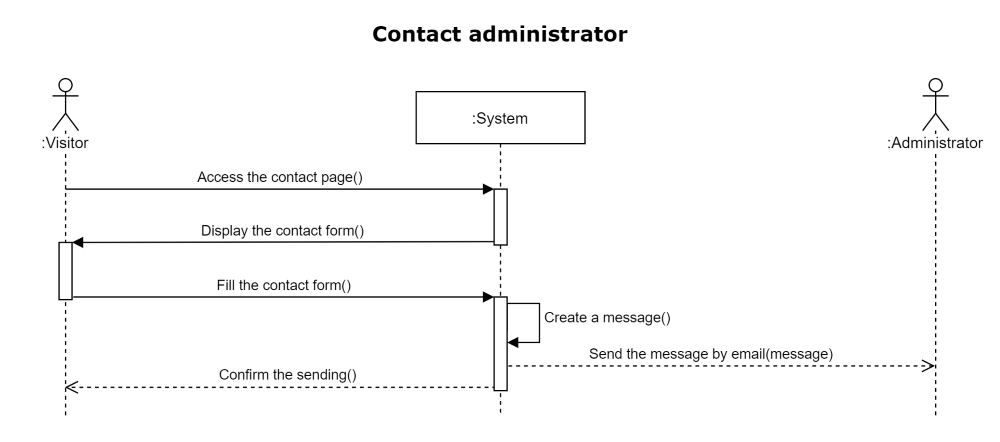 Contact administrator
:Visitor
:System
:Administrator
Access the contact page()
Display the contact form()
Fill the contact form()
Create a message()
Send the message by email(message)
Confirm the sending()